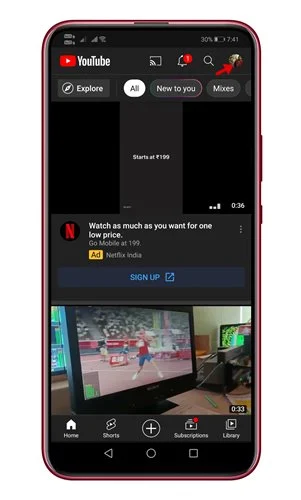 30% 7:41
YouTube
1
Explore
All
New to you
Mixes
Starts at ₹199
0:36
N
Watch as much as you want for one
low price.
Go Mobile at 199.
Ad Netflix India
SIGN UP
0:33
Home
Shorts
Subscriptions
Library